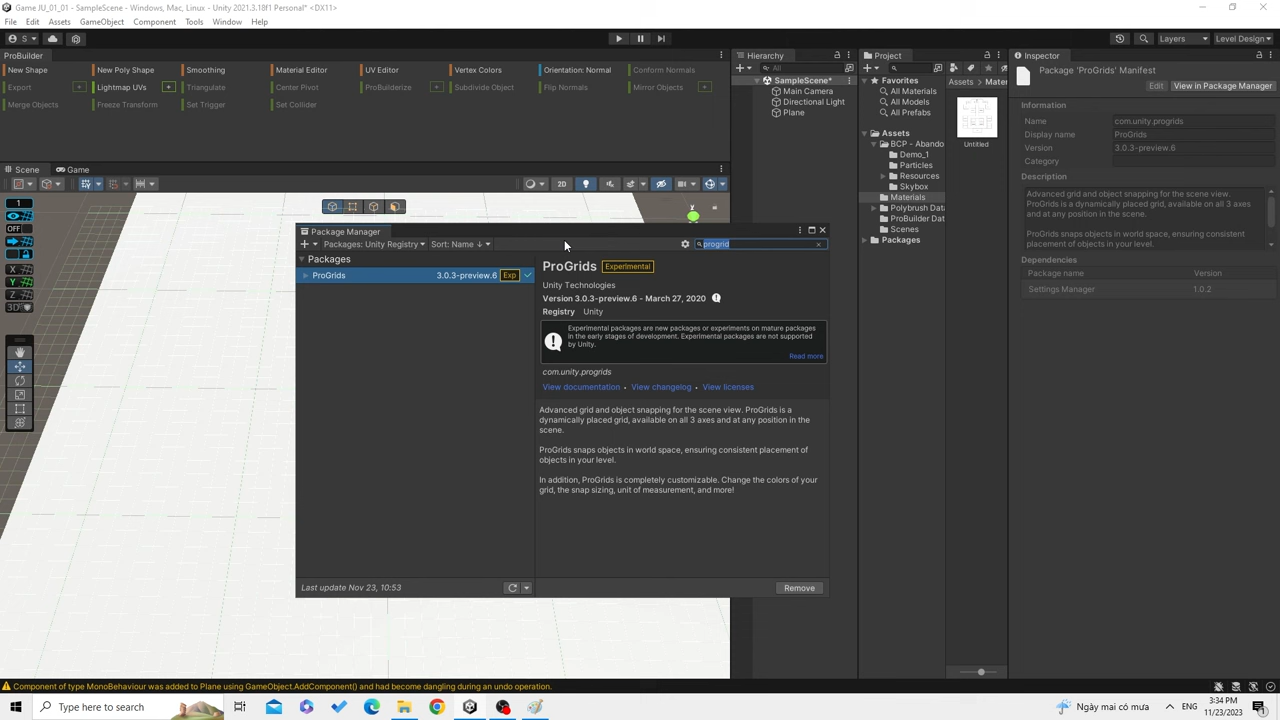 Game JU_01_01 - SampleScene - Windows, Mac, Linux - Unity 2021.3.18f1 Personal* <DX11>
File Edit Assets GameObject Component Tools Window Help
S
Layers Level Design
ProBuilder
New Shape New Poly Shape Smoothing Material Editor UV Editor Vertex Colors Orientation: Normal Conform Normals
Export + Lightmap UVs + Triangulate Center Pivot ProBuilderize + Subdivide Object Flip Normals Mirror Objects +
Merge Objects Freeze Transform Set Trigger Set Collider
Scene Game
2D
1
OFF
X
Y
Z
3D
y
Hierarchy
+ All
SampleScene*
Main Camera
Directional Light
Plane
Project
+
Favorites
All Materials
All Models
All Prefabs
Assets
BCP - Abando
Demo_1
Particles
Resources
Skybox
Materials
Polybrush Dat
ProBuilder Dat
Scenes
Packages
Assets > Mater
Untitled
Inspector
Package 'ProGrids' Manifest
Edit View in Package Manager
Information
Name com.unity.progrids
Display name ProGrids
Version 3.0.3-preview.6
Category
Description
Advanced grid and object snapping for the scene view.
ProGrids is a dynamically placed grid, available on all 3 axes
and at any position in the scene.
ProGrids snaps objects in world space, ensuring consistent
placement of objects in your level.
Dependencies
Package name Version
Settings Manager 1.0.2
Package Manager
+ Packages: Unity Registry Sort: Name ↓ progrid
Packages
ProGrids 3.0.3-preview.6 Exp
ProGrids Experimental
Unity Technologies
Version 3.0.3-preview.6 - March 27, 2020
Registry Unity
Experimental packages are new packages or experiments on mature packages
in the early stages of development. Experimental packages are not supported
by Unity.
Read more
com.unity.progrids
View documentation • View changelog • View licenses
Advanced grid and object snapping for the scene view. ProGrids is a
dynamically placed grid, available on all 3 axes and at any position in the
scene.
ProGrids snaps objects in world space, ensuring consistent placement of
objects in your level.
In addition, ProGrids is completely customizable. Change the colors of your
grid, the snap sizing, unit of measurement, and more!
Last update Nov 23, 10:53
Remove
Component of type MonoBehaviour was added to Plane using GameObject.AddComponent() and had become dangling during an undo operation.
Type here to search
Ngày mai có mưa
ENG
3:34 PM
11/23/2023